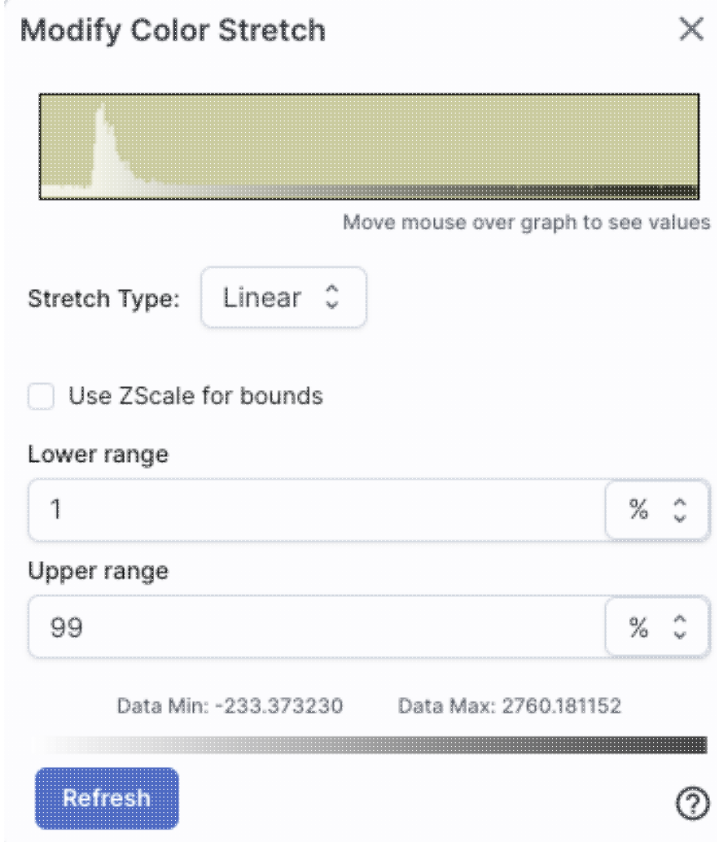 Modify Color Stretch
Move mouse over graph to see values
Stretch Type: Linear
Use ZScale for bounds
Lower range
1 %
Upper range
99 %
Data Min: -233.373230 Data Max: 2760.181152
Refresh